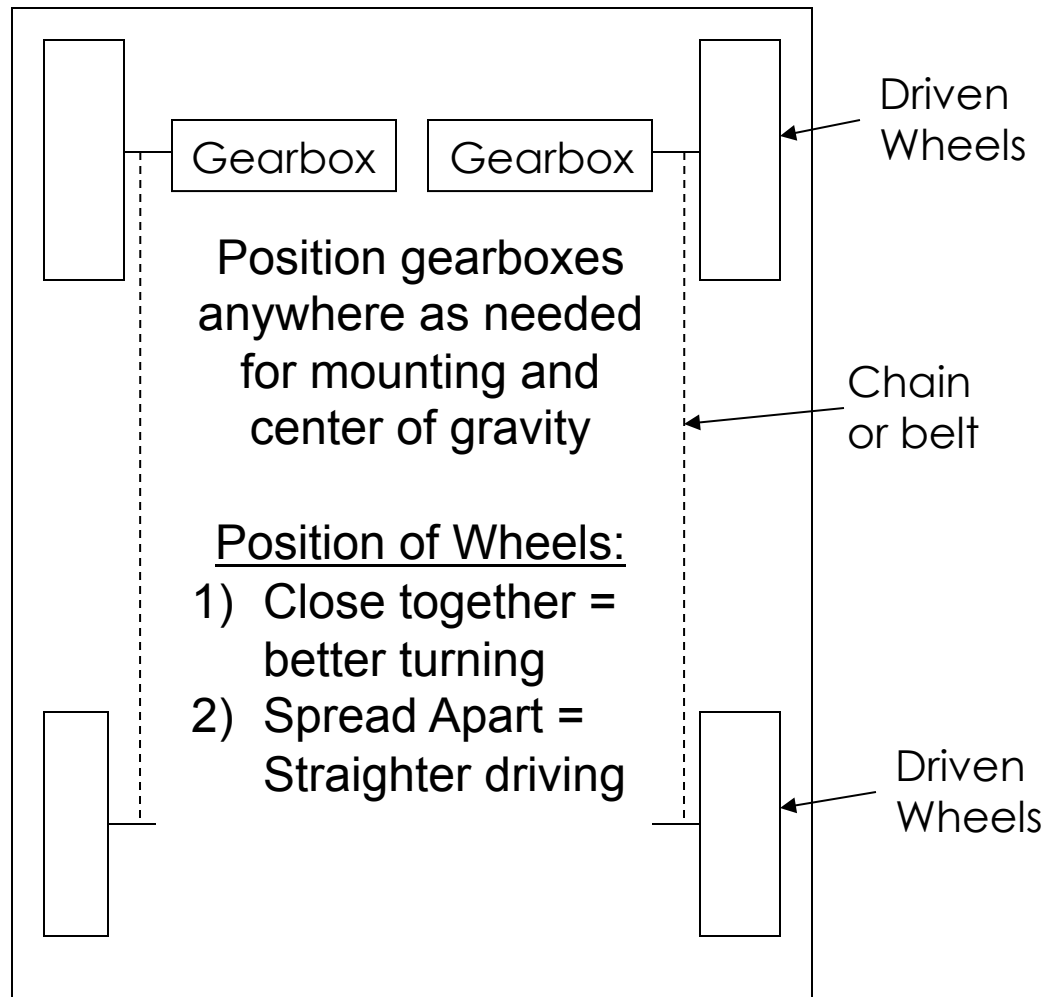 Driven
Wheels
Gearbox Gearbox
Position gearboxes
anywhere as needed
for mounting and
center of gravity
Chain
or belt
Position of Wheels:
1) Close together =
better turning
2) Spread Apart =
Straighter driving
Driven
Wheels